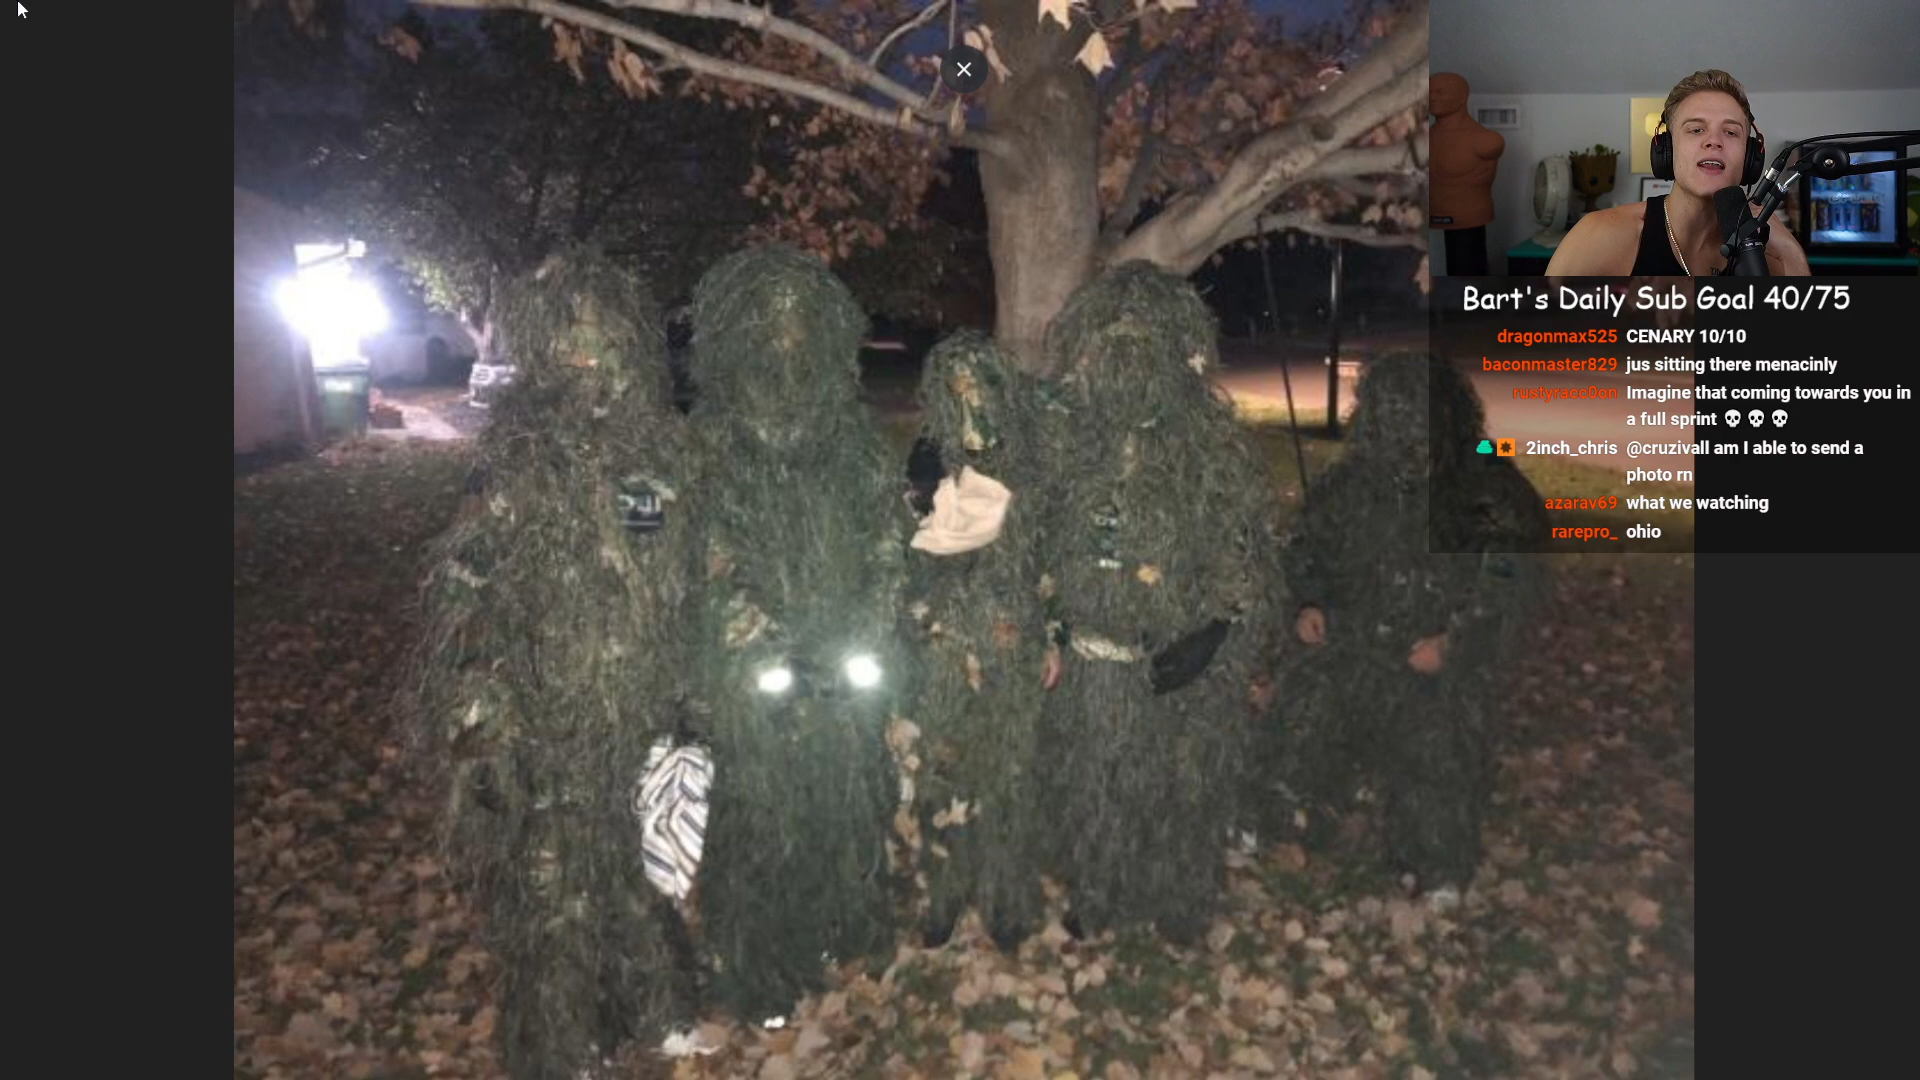 Bart's Daily Sub Goal 40/75
dragonmax525 CENARY 10/10
baconmaster829 jus sitting there menacinly
rustyracc0on Imagine that coming towards you in
a full sprint 💀💀💀
2inch_chris @cruzivall am I able to send a
photo rn
azarav69 what we watching
rarepro_ ohio